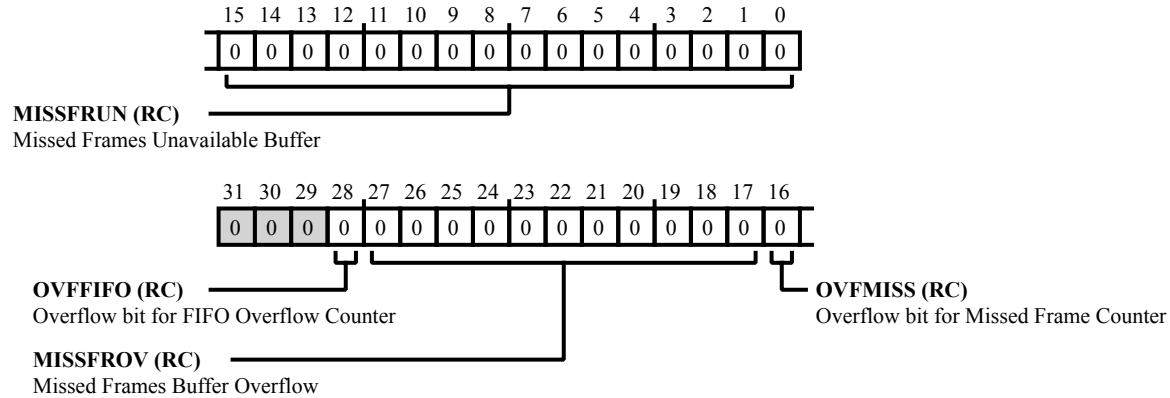 15 14 13 12 11 10 9 8 7 6 5 4 3 2 1 0
0 0 0 0 0 0 0 0 0 0 0 0 0 0 0 0
MISSFRUN (RC)
Missed Frames Unavailable Buffer
31 30 29 28 27 26 25 24 23 22 21 20 19 18 17 16
0 0 0 0 0 0 0 0 0 0 0 0 0 0 0 0
OVFFIFO (RC)
Overflow bit for FIFO Overflow Counter
OVFMISS (RC)
Overflow bit for Missed Frame Counter
MISSFROV (RC)
Missed Frames Buffer Overflow